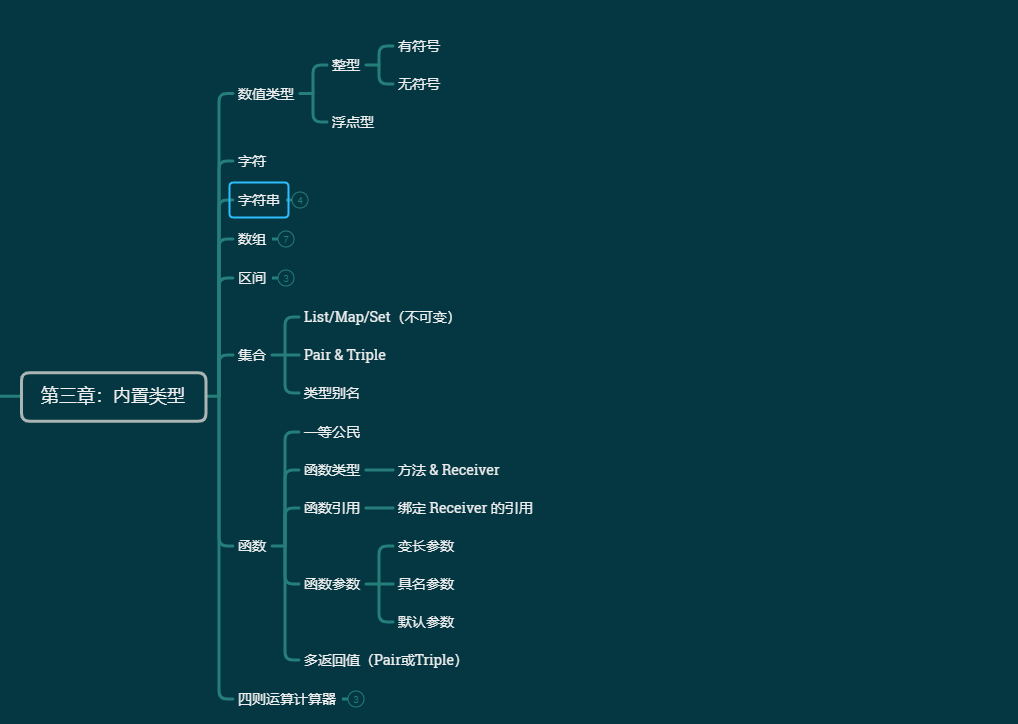 有符号
整型
无符号
数值类型
浮点型
字符
字符串 4
数组 7
区间 3
List/Map/Set（不可变）
集合
Pair & Triple
类型别名
第三章：内置类型
一等公民
函数类型
方法 & Receiver
函数引用
绑定 Receiver 的引用
函数
变长参数
函数参数
具名参数
默认参数
多返回值（Pair或Triple）
四则运算计算器 3